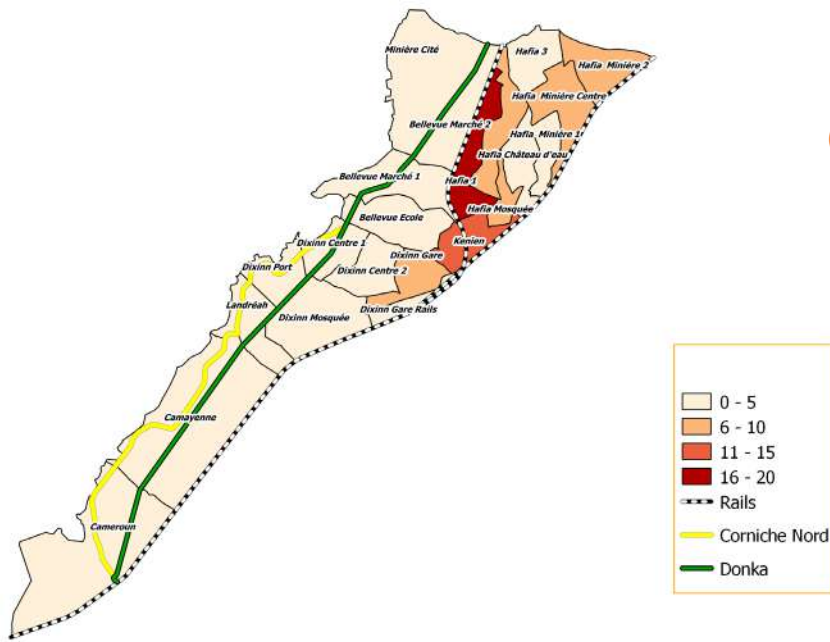 Minière Cité
Hafia 3
Hafia Minière 2
Hafia Minière Centre
Bellevue Marché 2
Hafia Minière 1
Hafia Château d'eau
Bellevue Marché 1
Hafia 1
Hafia Mosquée
Bellevue Ecole
Dixinn Centre 1
Kenien
Dixinn Gare
Dixinn Port
Dixinn Centre 2
Landréah
Dixinn Gare Rails
Dixinn Mosquée
Camayenne
Cameroun
0 - 5
6 - 10
11 - 15
16 - 20
Rails
Corniche Nord
Donka